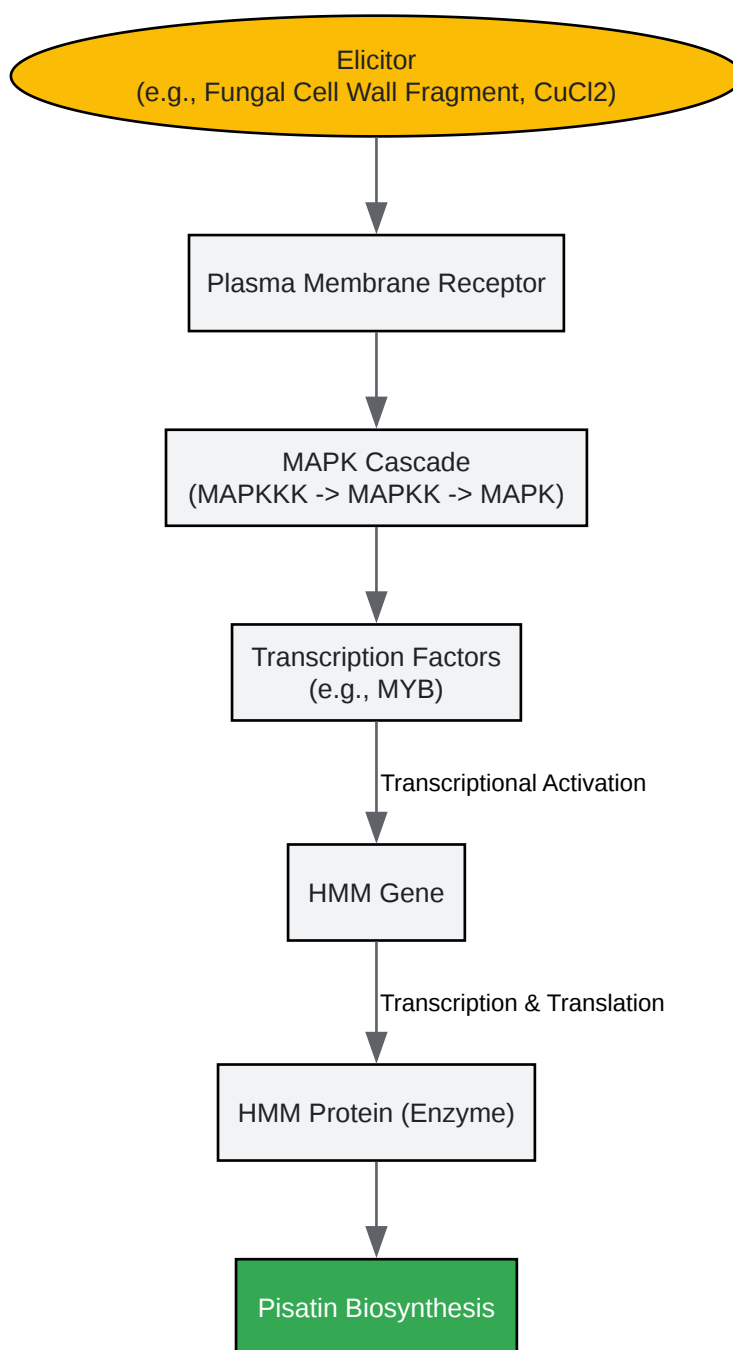 Elicitor
(e.g., Fungal Cell Wall Fragment, CuCl2)
Plasma Membrane Receptor
MAPK Cascade
(MAPKKK -> MAPKK -> MAPK)
Transcription Factors
(e.g., MYB)
Transcriptional Activation
HMM Gene
Transcription & Translation
HMM Protein (Enzyme)
Pisatin Biosynthesis